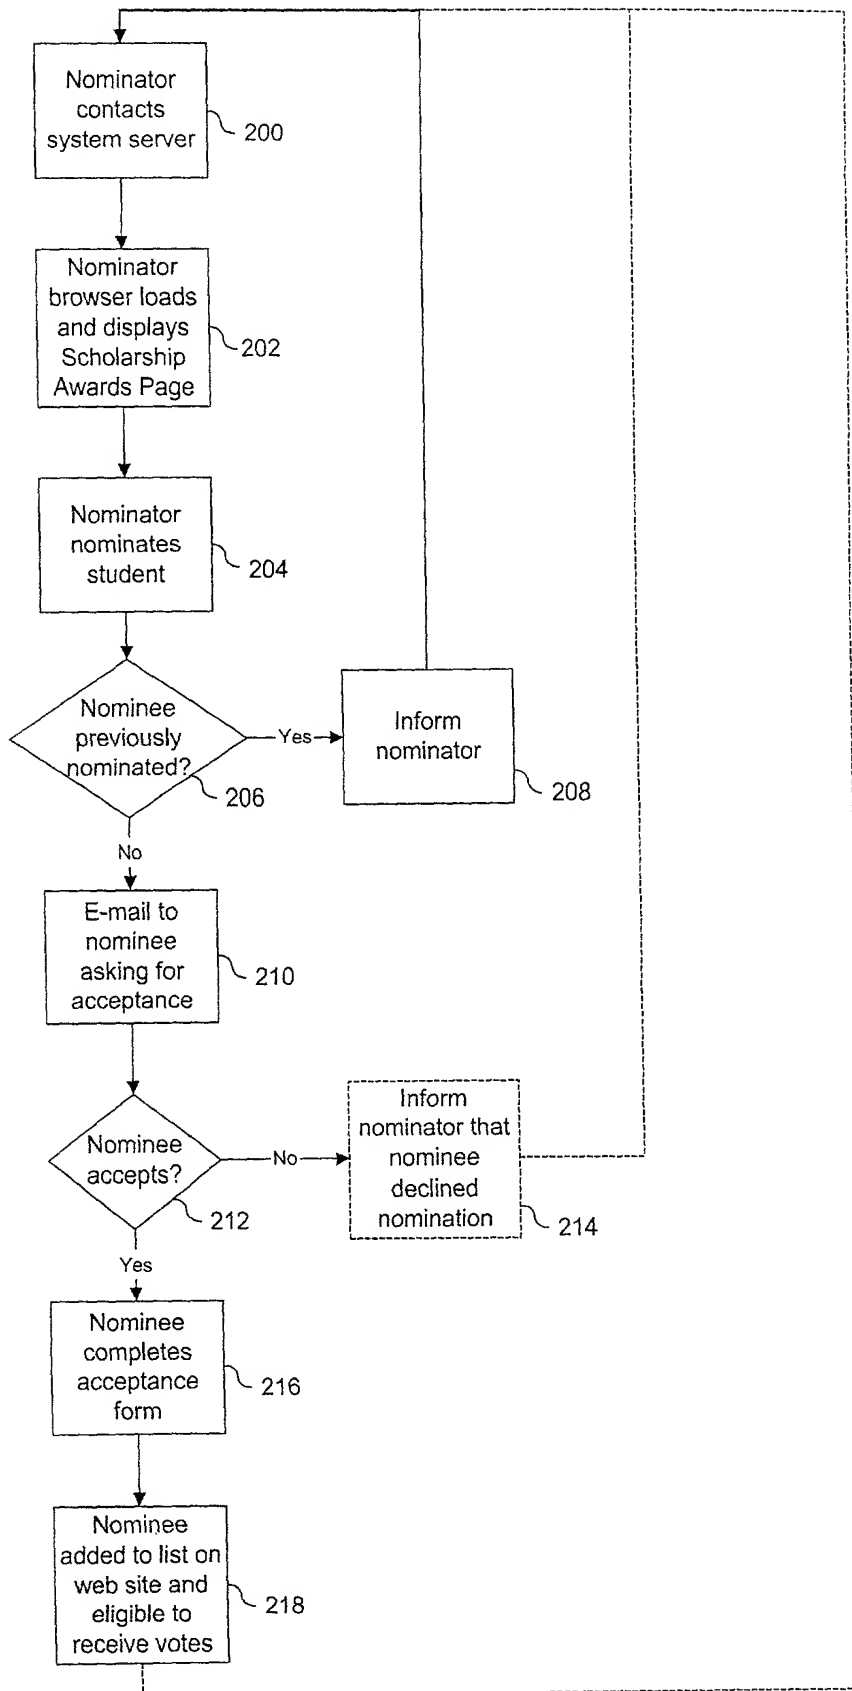 Nominator
contacts
system server
200
Nominator
browser loads
and displays
Scholarship
Awards Page
202
Nominator
nominates
student
204
Nominee
previously
nominated?
206
Yes
Inform
nominator
208
No
E-mail to
nominee
asking for
acceptance
210
Nominee
accepts?
212
No
Inform
nominator that
nominee
declined
nomination
214
Yes
Nominee
completes
acceptance
form
216
Nominee
added to list on
web site and
eligible to
receive votes
218